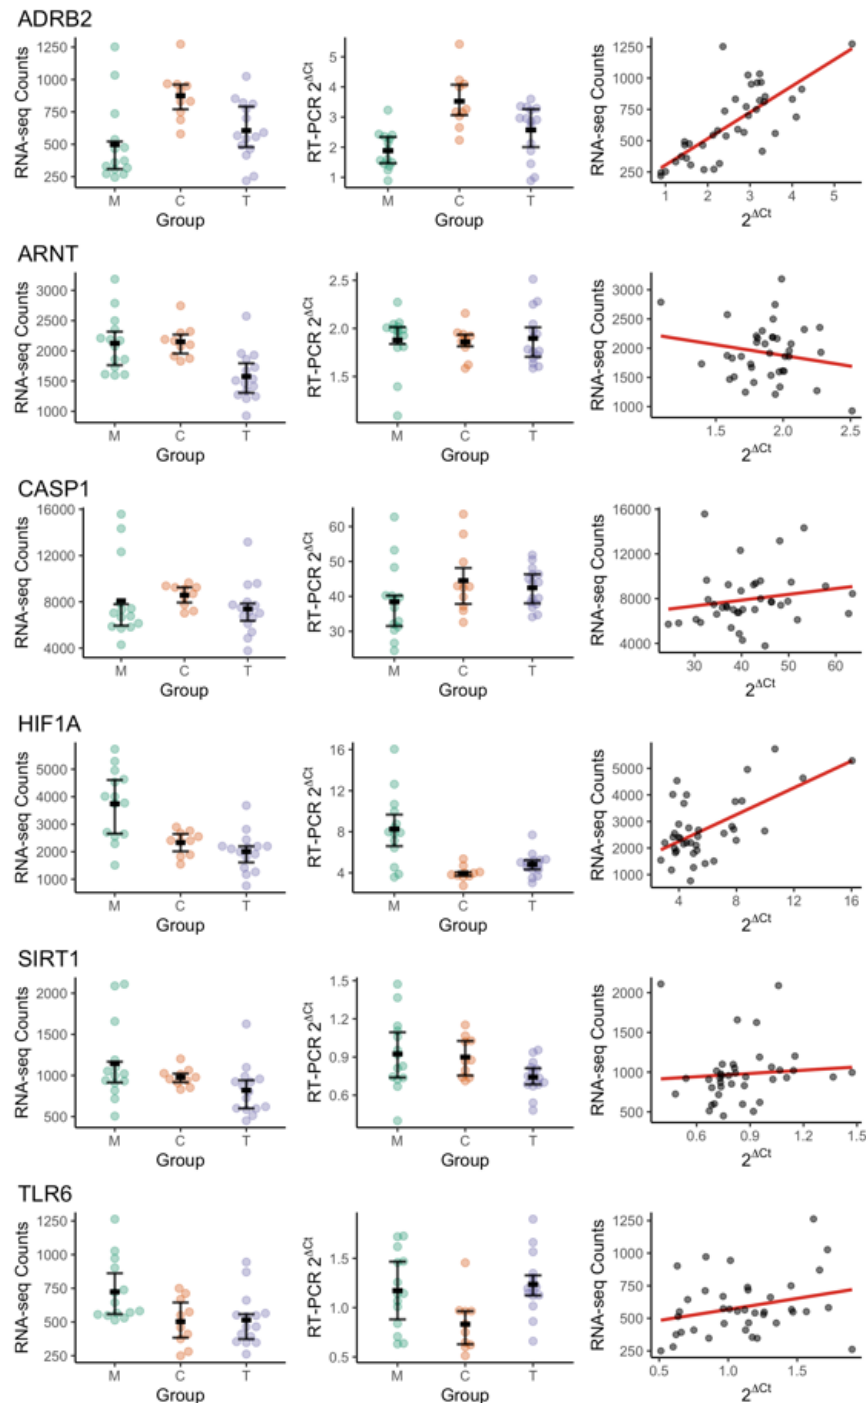 ADRB2
RNA-seq Counts
1250
1000
750
500
250
M C T
Group
RT-PCR 2^ΔCt
5
4
3
2
1
M C T
Group
RNA-seq Counts
1250
1000
750
500
250
1 2 3 4 5
2^ΔCt
ARNT
RNA-seq Counts
3000
2500
2000
1500
1000
M C T
Group
RT-PCR 2^ΔCt
2.5
2.0
1.5
M C T
Group
RNA-seq Counts
3000
2500
2000
1500
1000
1.5 2.0 2.5
2^ΔCt
CASP1
RNA-seq Counts
16000
12000
8000
4000
M C T
Group
RT-PCR 2^ΔCt
60
50
40
30
M C T
Group
RNA-seq Counts
16000
12000
8000
4000
30 40 50 60
2^ΔCt
HIF1A
RNA-seq Counts
5000
4000
3000
2000
1000
M C T
Group
RT-PCR 2^ΔCt
16
12
8
4
M C T
Group
RNA-seq Counts
5000
4000
3000
2000
1000
4 8 12 16
2^ΔCt
SIRT1
RNA-seq Counts
2000
1500
1000
500
M C T
Group
RT-PCR 2^ΔCt
1.5
1.2
0.9
0.6
M C T
Group
RNA-seq Counts
2000
1500
1000
500
0.6 0.9 1.2 1.5
2^ΔCt
TLR6
RNA-seq Counts
1250
1000
750
500
250
M C T
Group
RT-PCR 2^ΔCt
1.5
1.0
0.5
M C T
Group
RNA-seq Counts
1250
1000
750
500
250
0.5 1.0 1.5
2^ΔCt